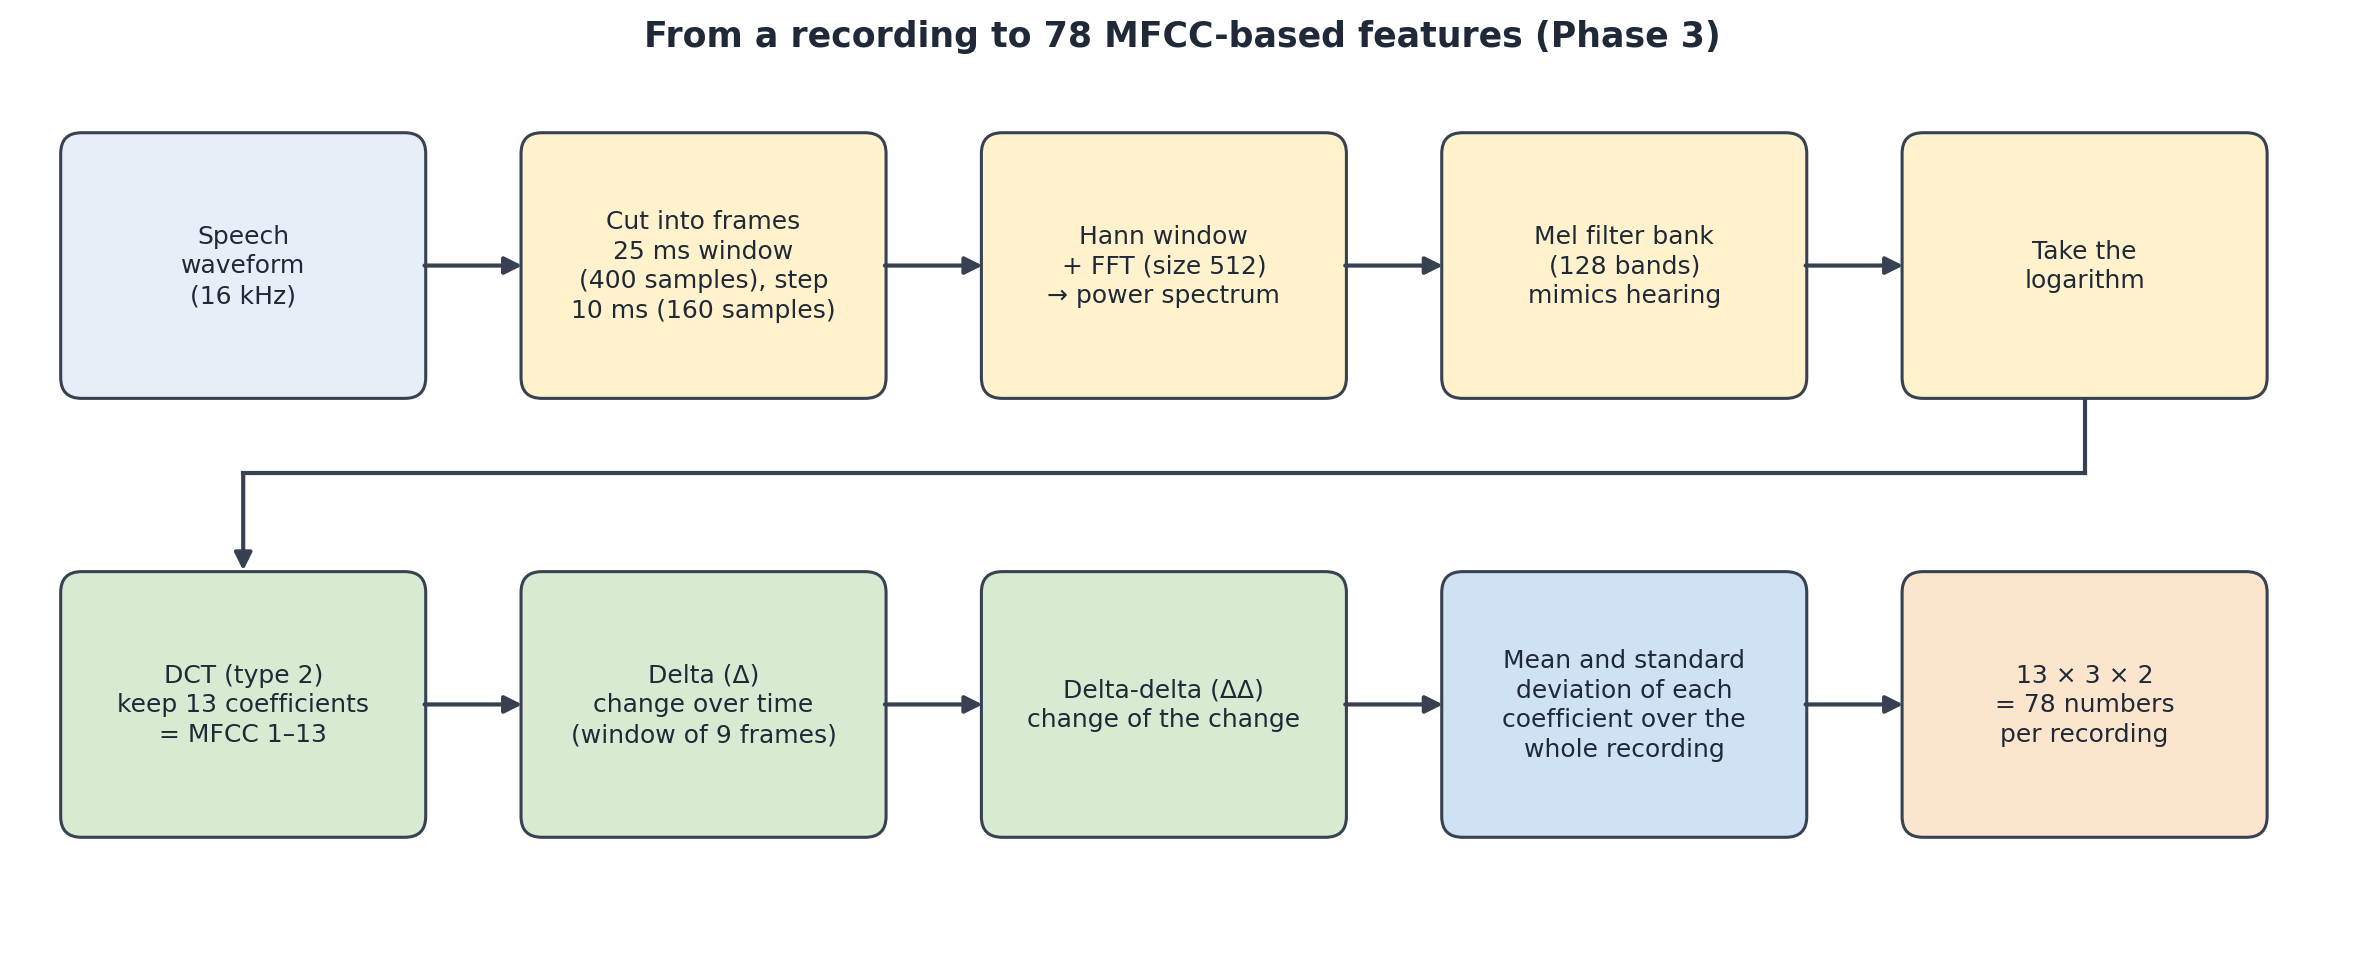 From a recording to 78 MFCC-based features (Phase 3)
Speech
waveform
(16 kHz)
Cut into frames
25 ms window
(400 samples), step
10 ms (160 samples)
Hann window
+ FFT (size 512)
→ power spectrum
Mel filter bank
(128 bands)
mimics hearing
Take the
logarithm
DCT (type 2)
keep 13 coefficients
= MFCC 1–13
Delta (Δ)
change over time
(window of 9 frames)
Delta-delta (ΔΔ)
change of the change
Mean and standard
deviation of each
coefficient over the
whole recording
13 × 3 × 2
= 78 numbers
per recording